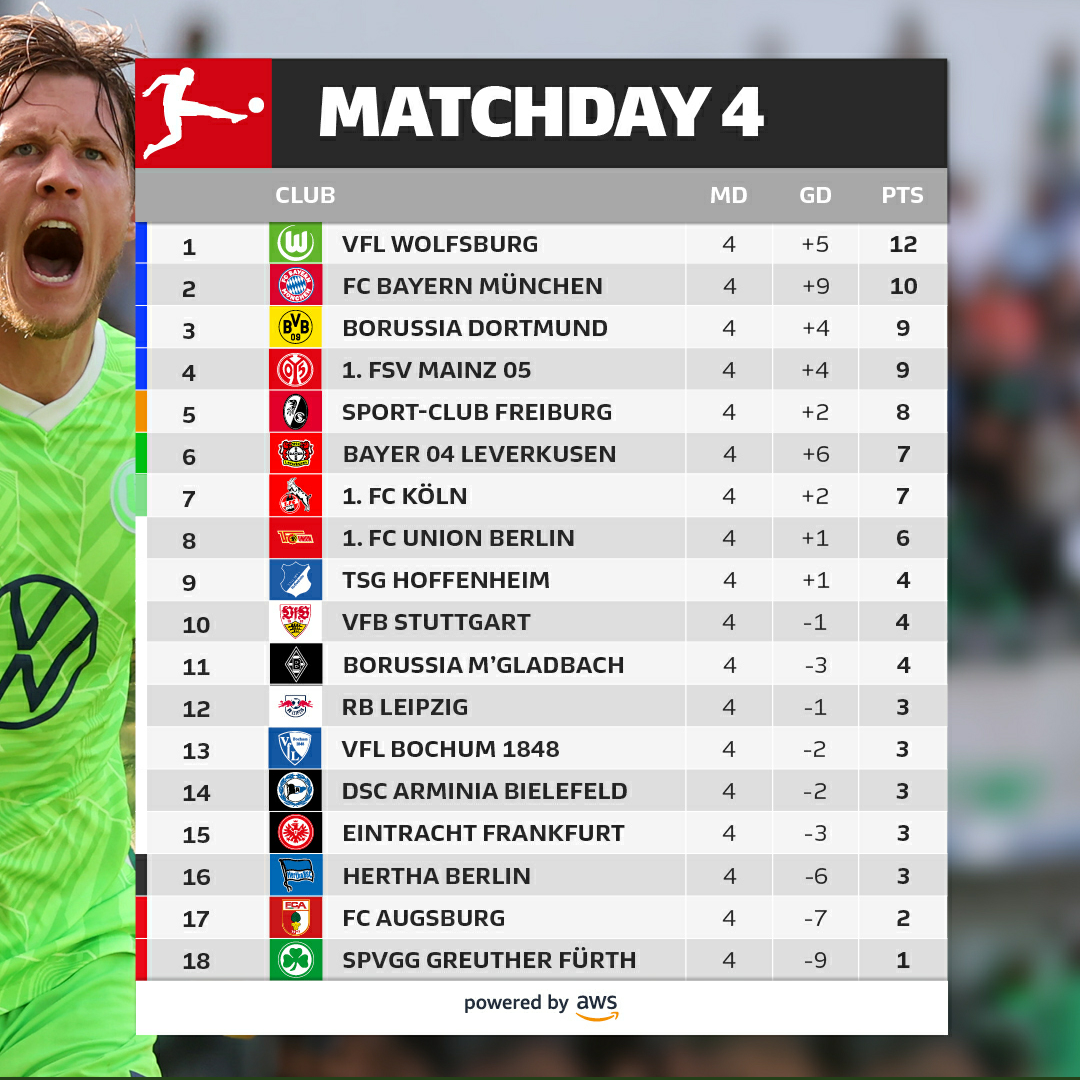 MATCHDAY 4
CLUB MD GD PTS
1 VFL WOLFSBURG 4 +5 12
2 FC BAYERN MÜNCHEN 4 +9 10
3 BVB 09 BORUSSIA DORTMUND 4 +4 9
4 1. FSV MAINZ 05 4 +4 9
5 SPORT-CLUB FREIBURG 4 +2 8
6 BAYER 04 LEVERKUSEN 4 +6 7
7 1. FC KÖLN 4 +2 7
8 1. FC UNION BERLIN 4 +1 6
9 TSG HOFFENHEIM 4 +1 4
10 VFB STUTTGART 4 -1 4
11 BORUSSIA M’GLADBACH 4 -3 4
12 RB LEIPZIG 4 -1 3
13 VFL BOCHUM 1848 4 -2 3
14 DSC ARMINIA BIELEFELD 4 -2 3
15 EINTRACHT FRANKFURT 4 -3 3
16 HERTHA BERLIN 4 -6 3
17 FCA FC AUGSBURG 4 -7 2
18 SPVGG GREUTHER FÜRTH 4 -9 1
powered by aws